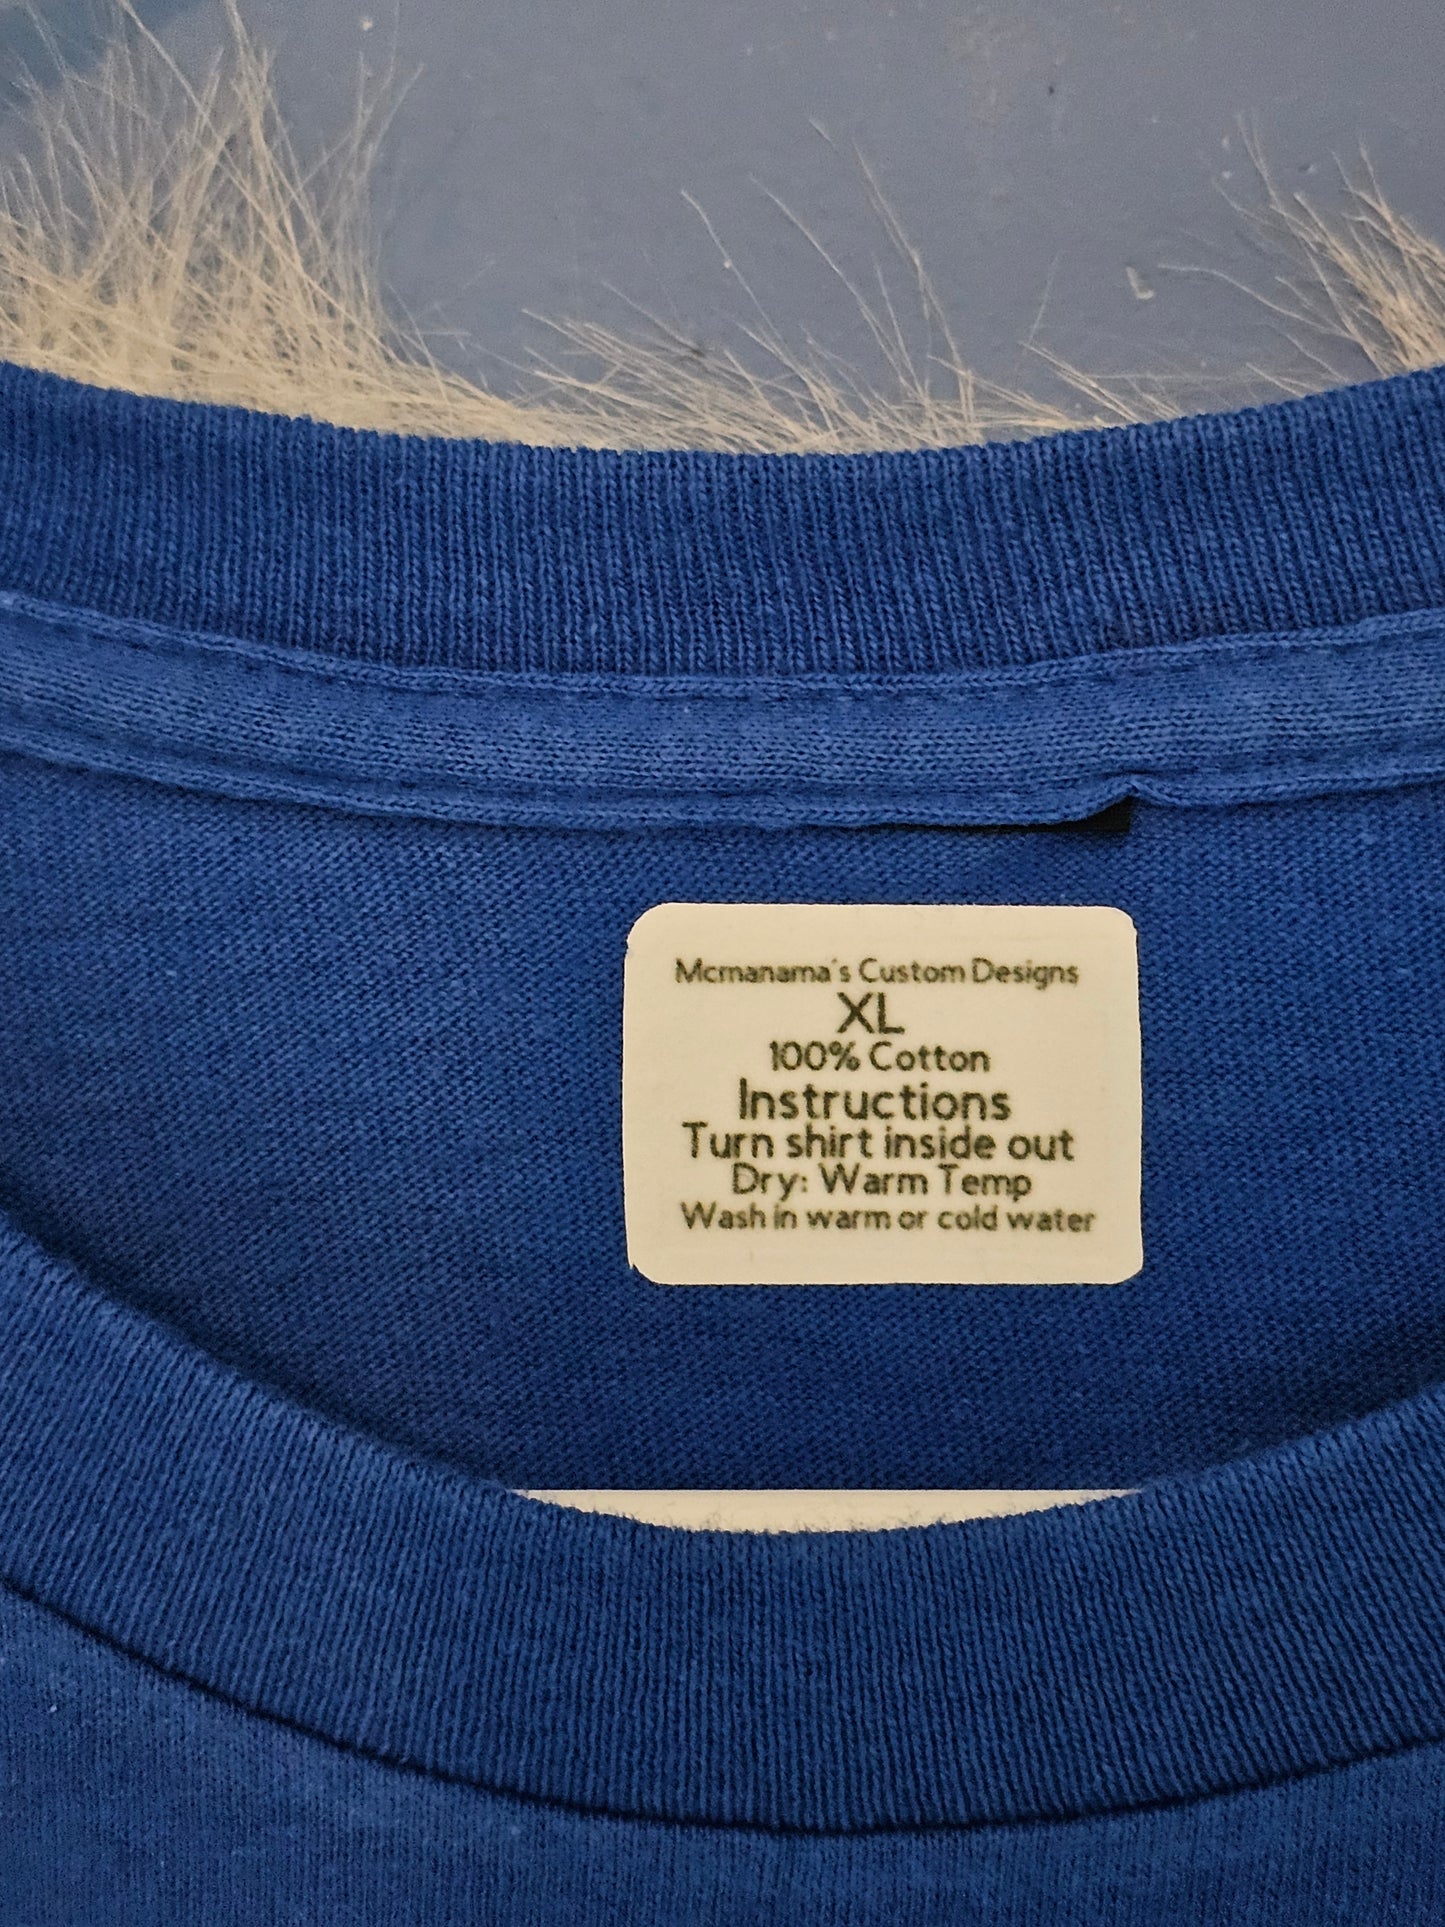 Mcmanama's Custom Designs
XL
100% Cotton
Instructions
Turn shirt inside out
Dry: Warm Temp
Wash in warm or cold water